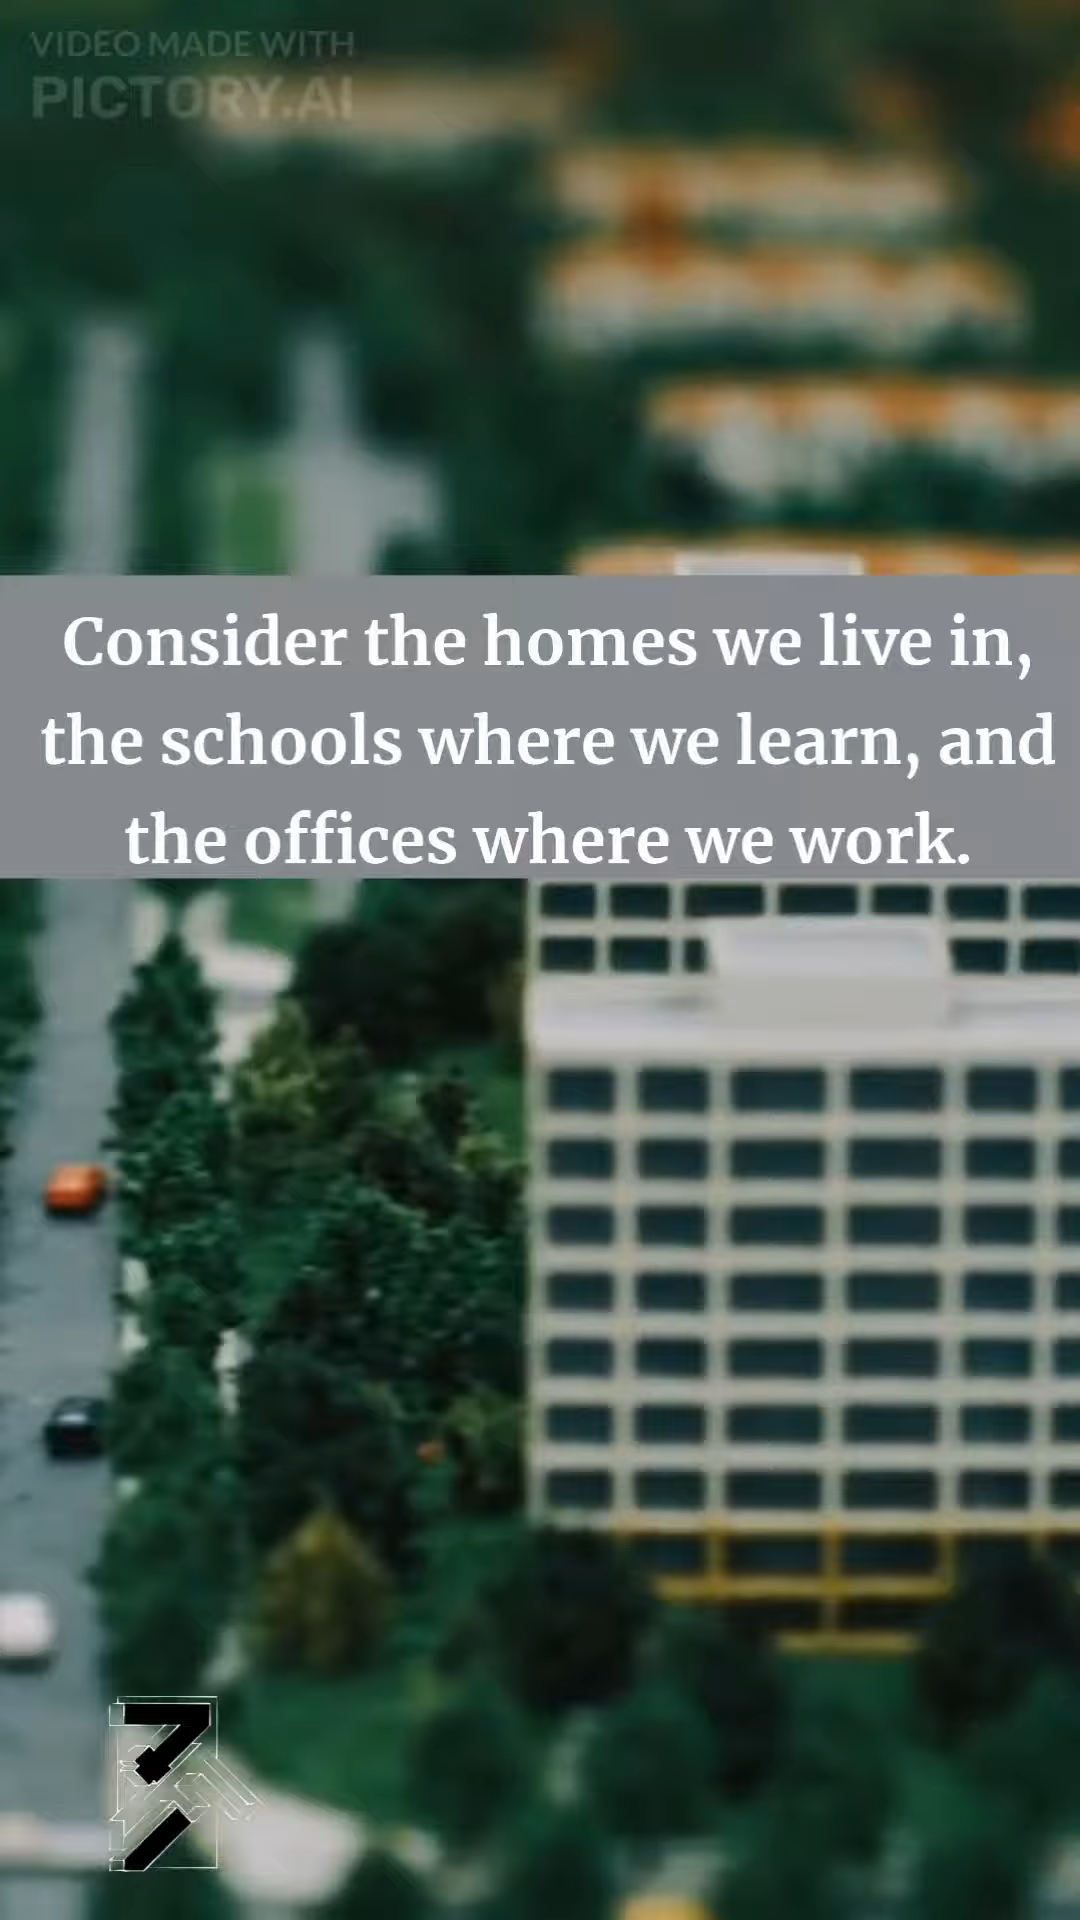 VIDEO MADE WITH
PICTORY.AI
Consider the homes we live in,
the schools where we learn, and
the offices where we work.